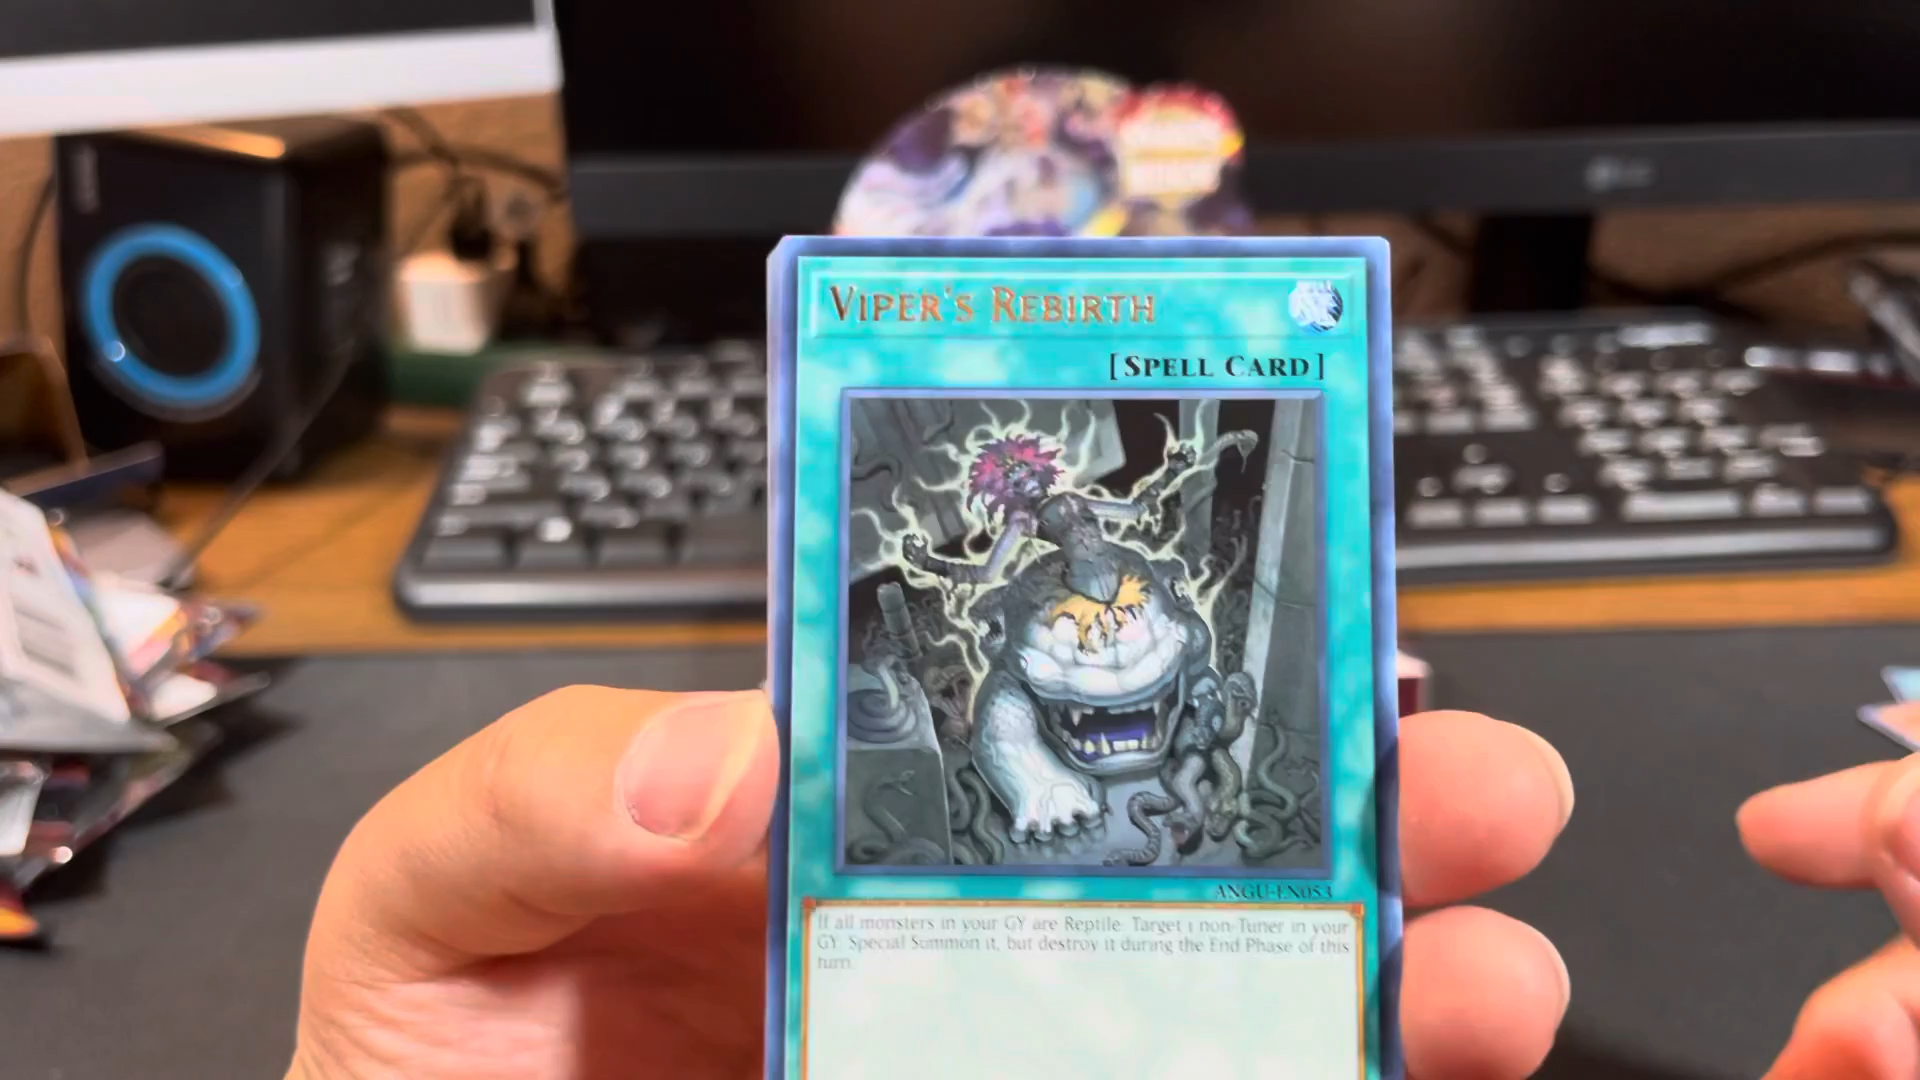 VIPER'S REBIRTH
[SPELL CARD]
ANGU-EN053
If all monsters in your GY are Reptile: Target 1 non-Tuner in your
GY; Special Summon it, but destroy it during the End Phase of this
turn.